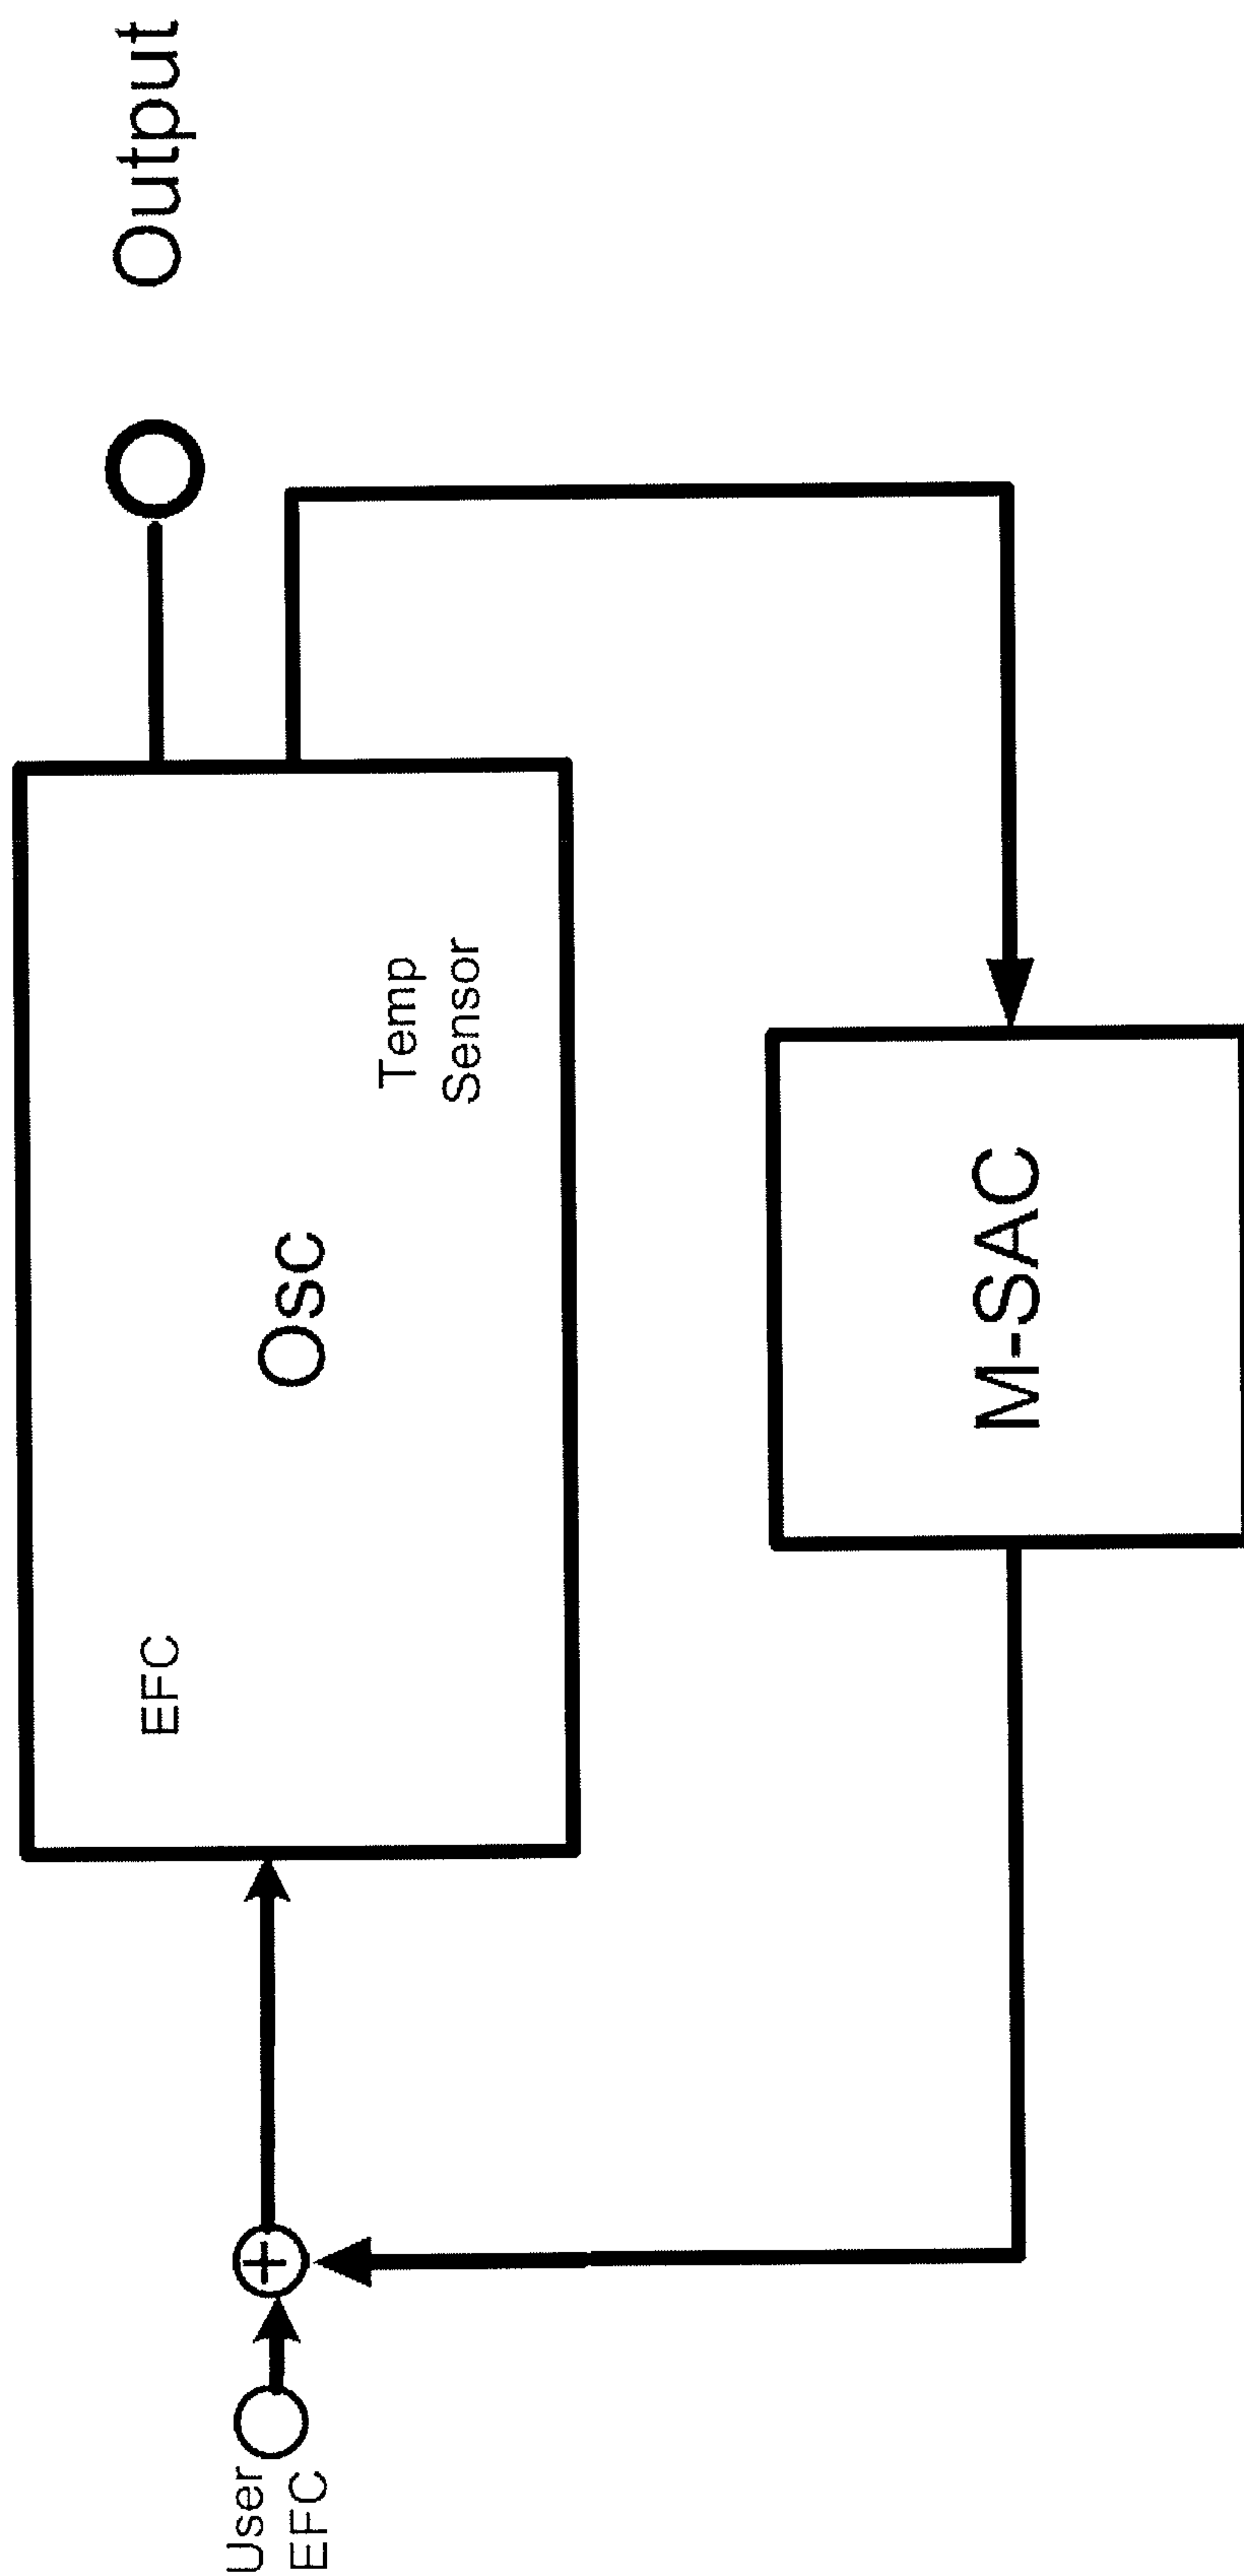 Output
EFC
Osc
Temp
Sensor
M-SAC
User
EFC
+